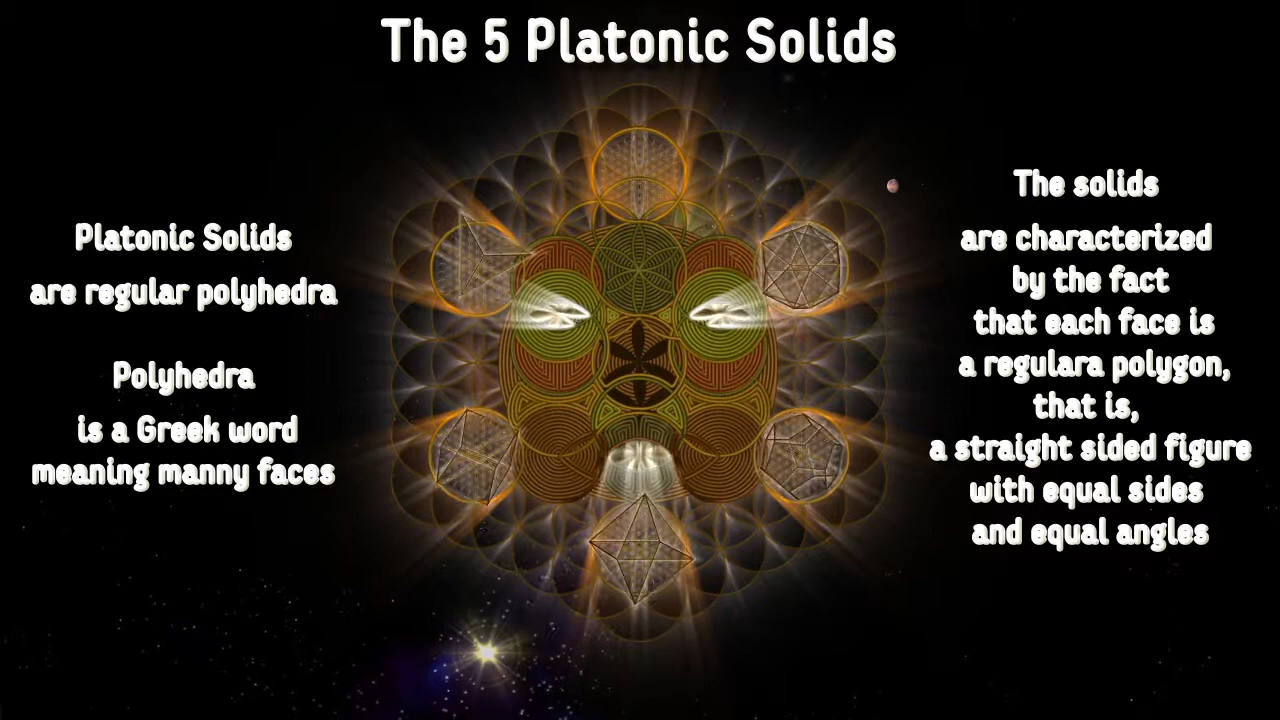 The 5 Platonic Solids
Platonic Solids
are regular polyhedra
Polyhedra
is a Greek word
meaning manny faces
The solids
are characterized
by the fact
that each face is
a regulara polygon,
that is,
a straight sided figure
with equal sides
and equal angles